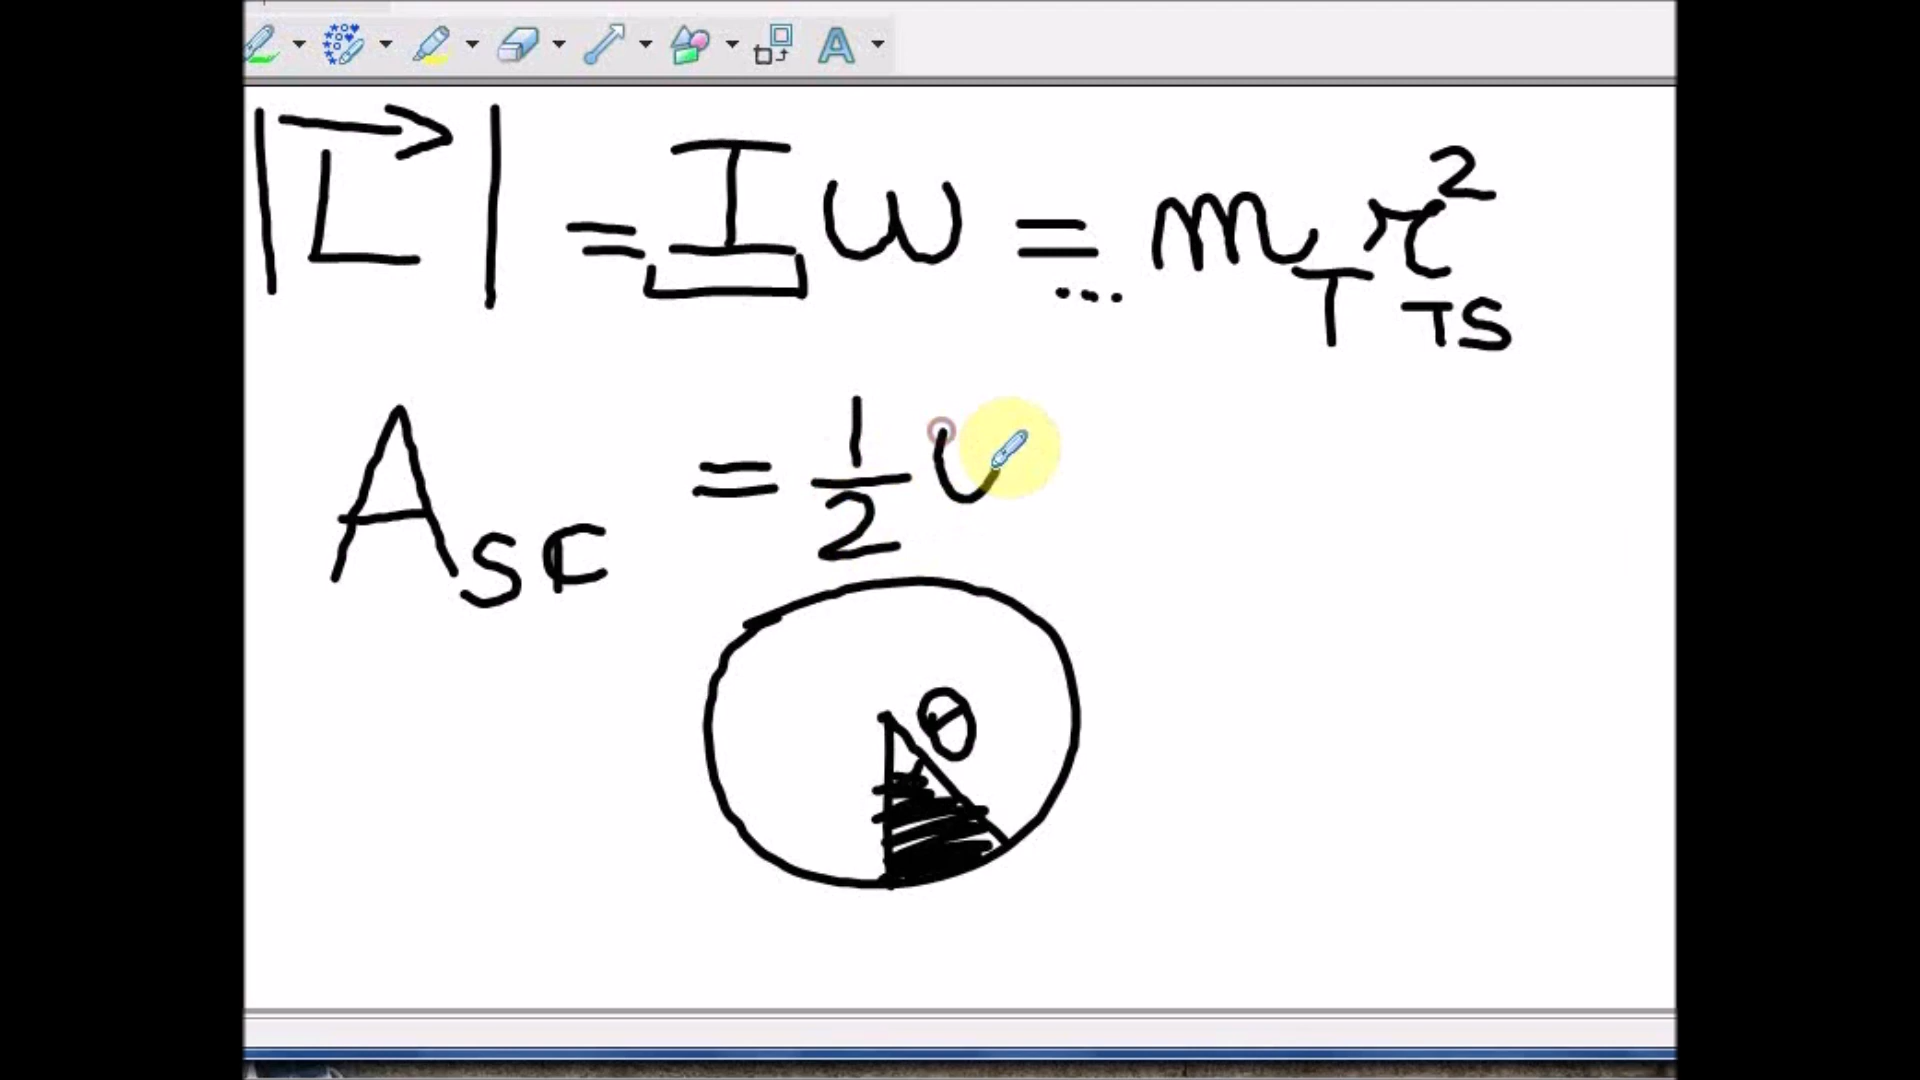 |L⃗| = Iω = m_T r²_TS
...
A_SC = 1/2 υ
θ
A